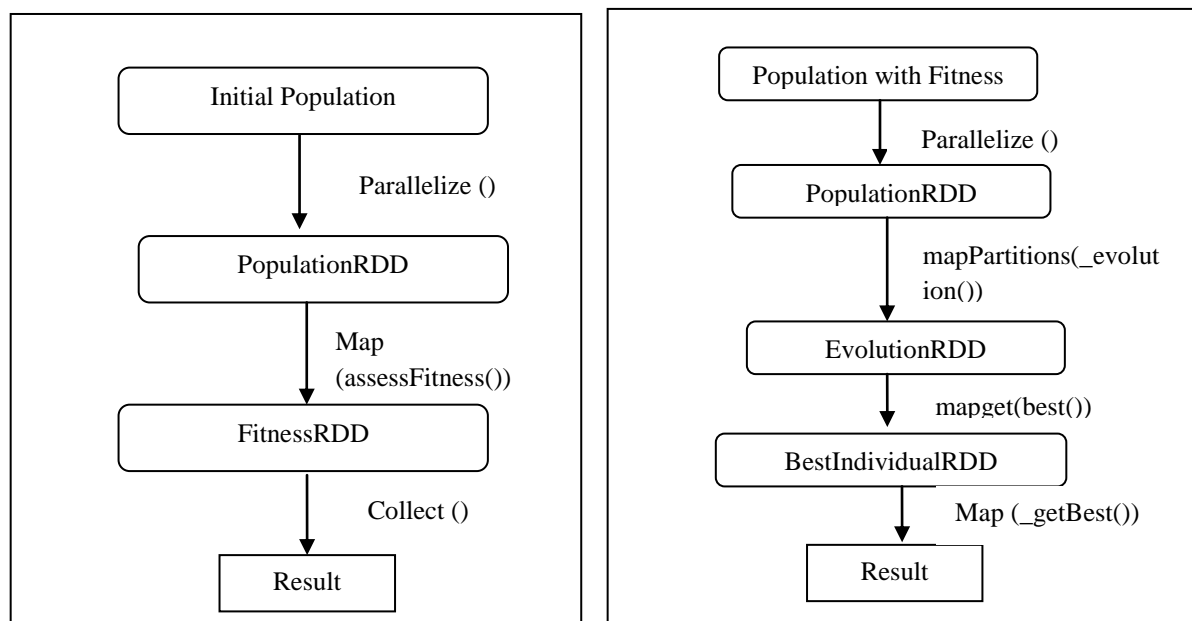 Initial Population
Parallelize ()
PopulationRDD
Map
(assessFitness())
FitnessRDD
Collect ()
Result
Population with Fitness
Parallelize ()
PopulationRDD
mapPartitions(_evolut
ion())
EvolutionRDD
mapget(best())
BestIndividualRDD
Map (_getBest())
Result